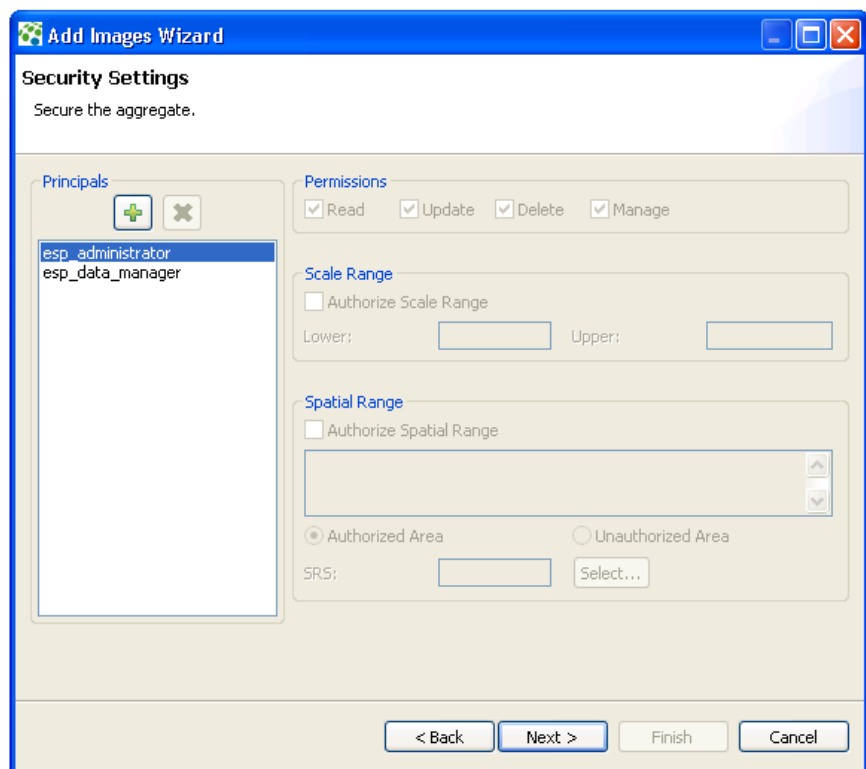 Add Images Wizard
Security Settings
Secure the aggregate.
Principals
esp_administrator
esp_data_manager
Permissions
Read Update Delete Manage
Scale Range
Authorize Scale Range
Lower: Upper:
Spatial Range
Authorize Spatial Range
Authorized Area Unauthorized Area
SRS: Select...
< Back Next > Finish Cancel